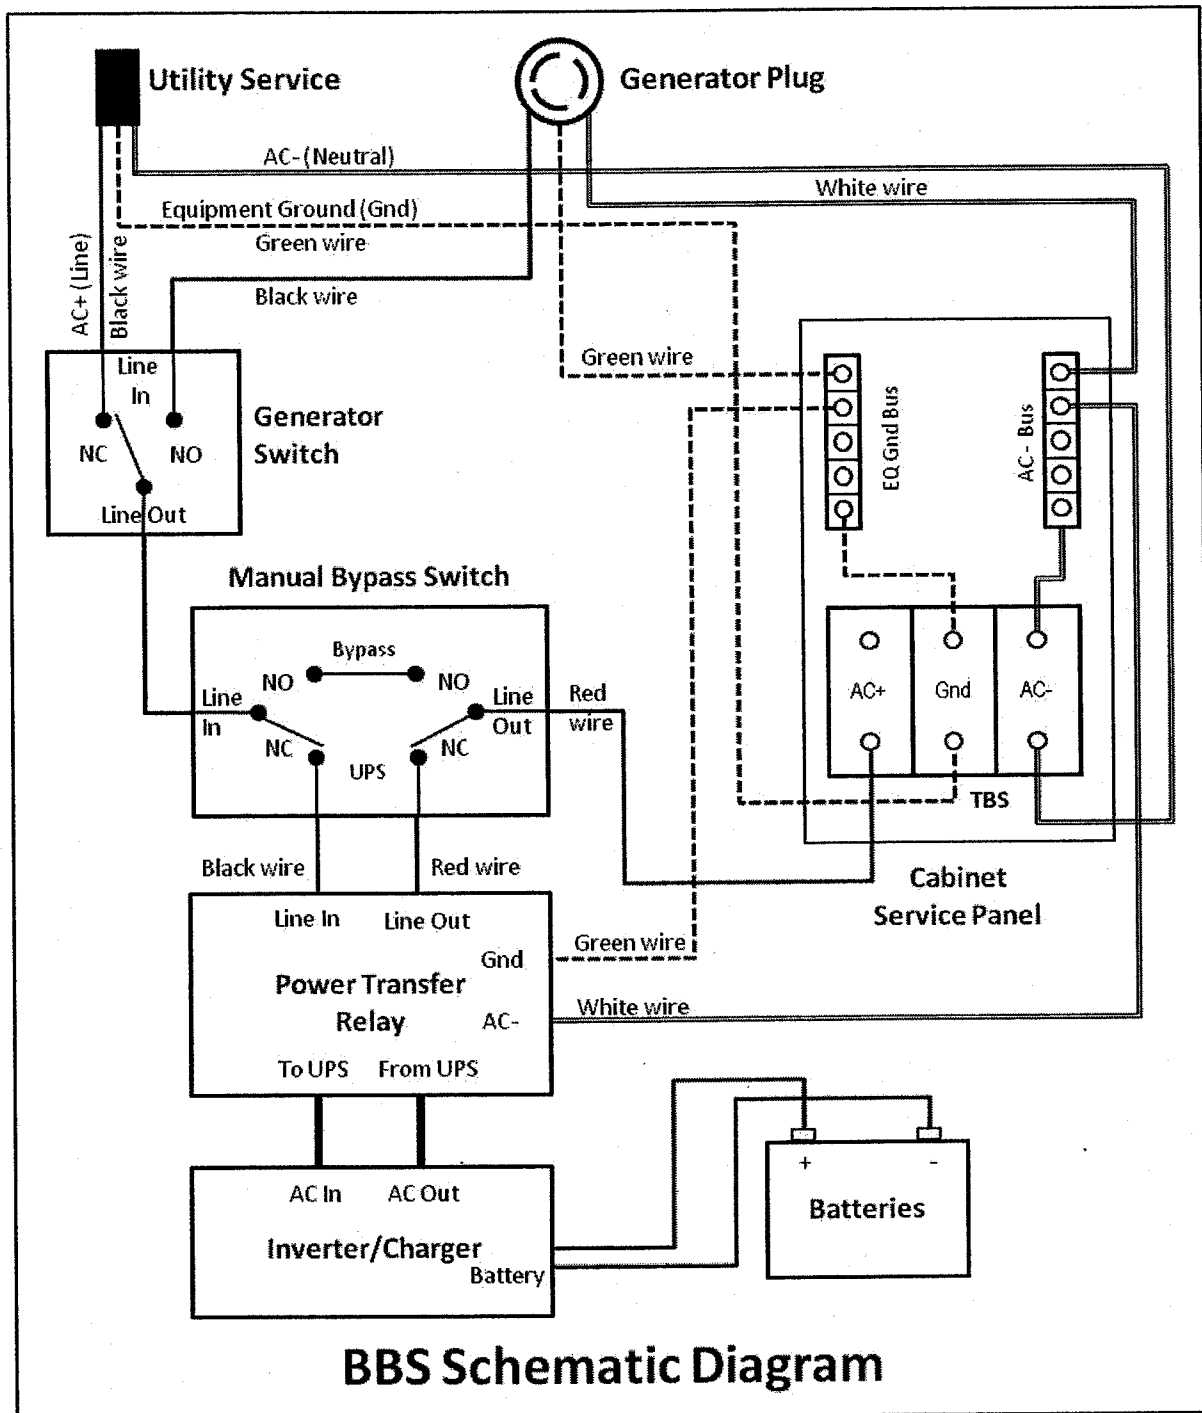 Utility Service
Generator Plug
AC- (Neutral)
White wire
Equipment Ground (Gnd)
Green wire
AC+ (Line)
Black wire
Black wire
Green wire
Line
In
NC
NO
Line Out
Generator
Switch
EQ Gnd Bus
AC - Bus
Manual Bypass Switch
Bypass
NO
NO
Line
In
Line
Out
NC
NC
UPS
Red
wire
AC+
Gnd
AC-
TBS
Black wire
Red wire
Cabinet
Service Panel
Line In
Line Out
Gnd
Green wire
Power Transfer
Relay
AC-
White wire
To UPS
From UPS
AC In
AC Out
Inverter/Charger
Battery
+
-
Batteries
BBS Schematic Diagram